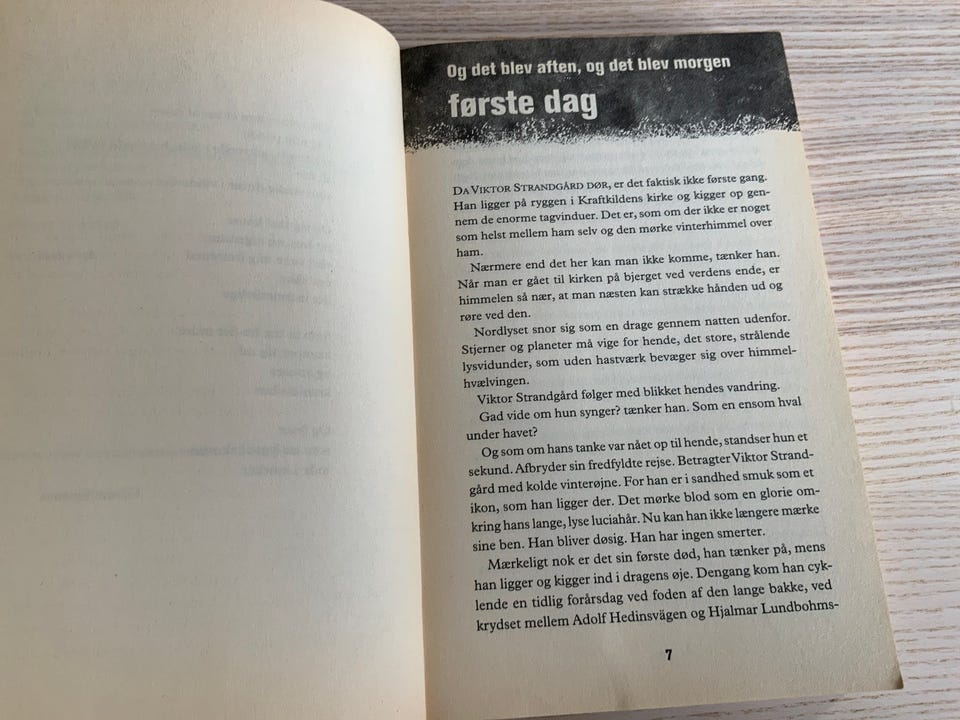 Og det blev aften, og det blev morgen
første dag
DA VIKTOR STRANDGÅRD DØR, er det faktisk ikke første gang.
Han ligger på ryggen i Kraftkildens kirke og kigger op gen-
nem de enorme tagvinduer. Det er, som om der ikke er noget
som helst mellem ham selv og den mørke vinterhimmel over
ham.
Nærmere end det her kan man ikke komme, tænker han.
Når man er gået til kirken på bjerget ved verdens ende, er
himmelen så nær, at man næsten kan strække hånden ud og
røre ved den.
Nordlyset snor sig som en drage gennem natten udenfor.
Stjerner og planeter må vige for hende, det store, strålende
lysvidunder, som uden hastværk bevæger sig over himmel-
hvælvingen.
Viktor Strandgård følger med blikket hendes vandring.
Gad vide om hun synger? tænker han. Som en ensom hval
under havet?
Og som om hans tanke var nået op til hende, standser hun et
sekund. Afbryder sin fredfyldte rejse. Betragter Viktor Strand-
gård med kolde vinterøjne. For han er i sandhed smuk som et
ikon, som han ligger der. Det mørke blod som en glorie om-
kring hans lange, lyse luciahår. Nu kan han ikke længere mærke
sine ben. Han bliver døsig. Han har ingen smerter.
Mærkeligt nok er det sin første død, han tænker på, mens
han ligger og kigger ind i dragens øje. Dengang kom han cyk-
lende en tidlig forårsdag ved foden af den lange bakke, ved
krydset mellem Adolf Hedinsvägen og Hjalmar Lundbohms-
7